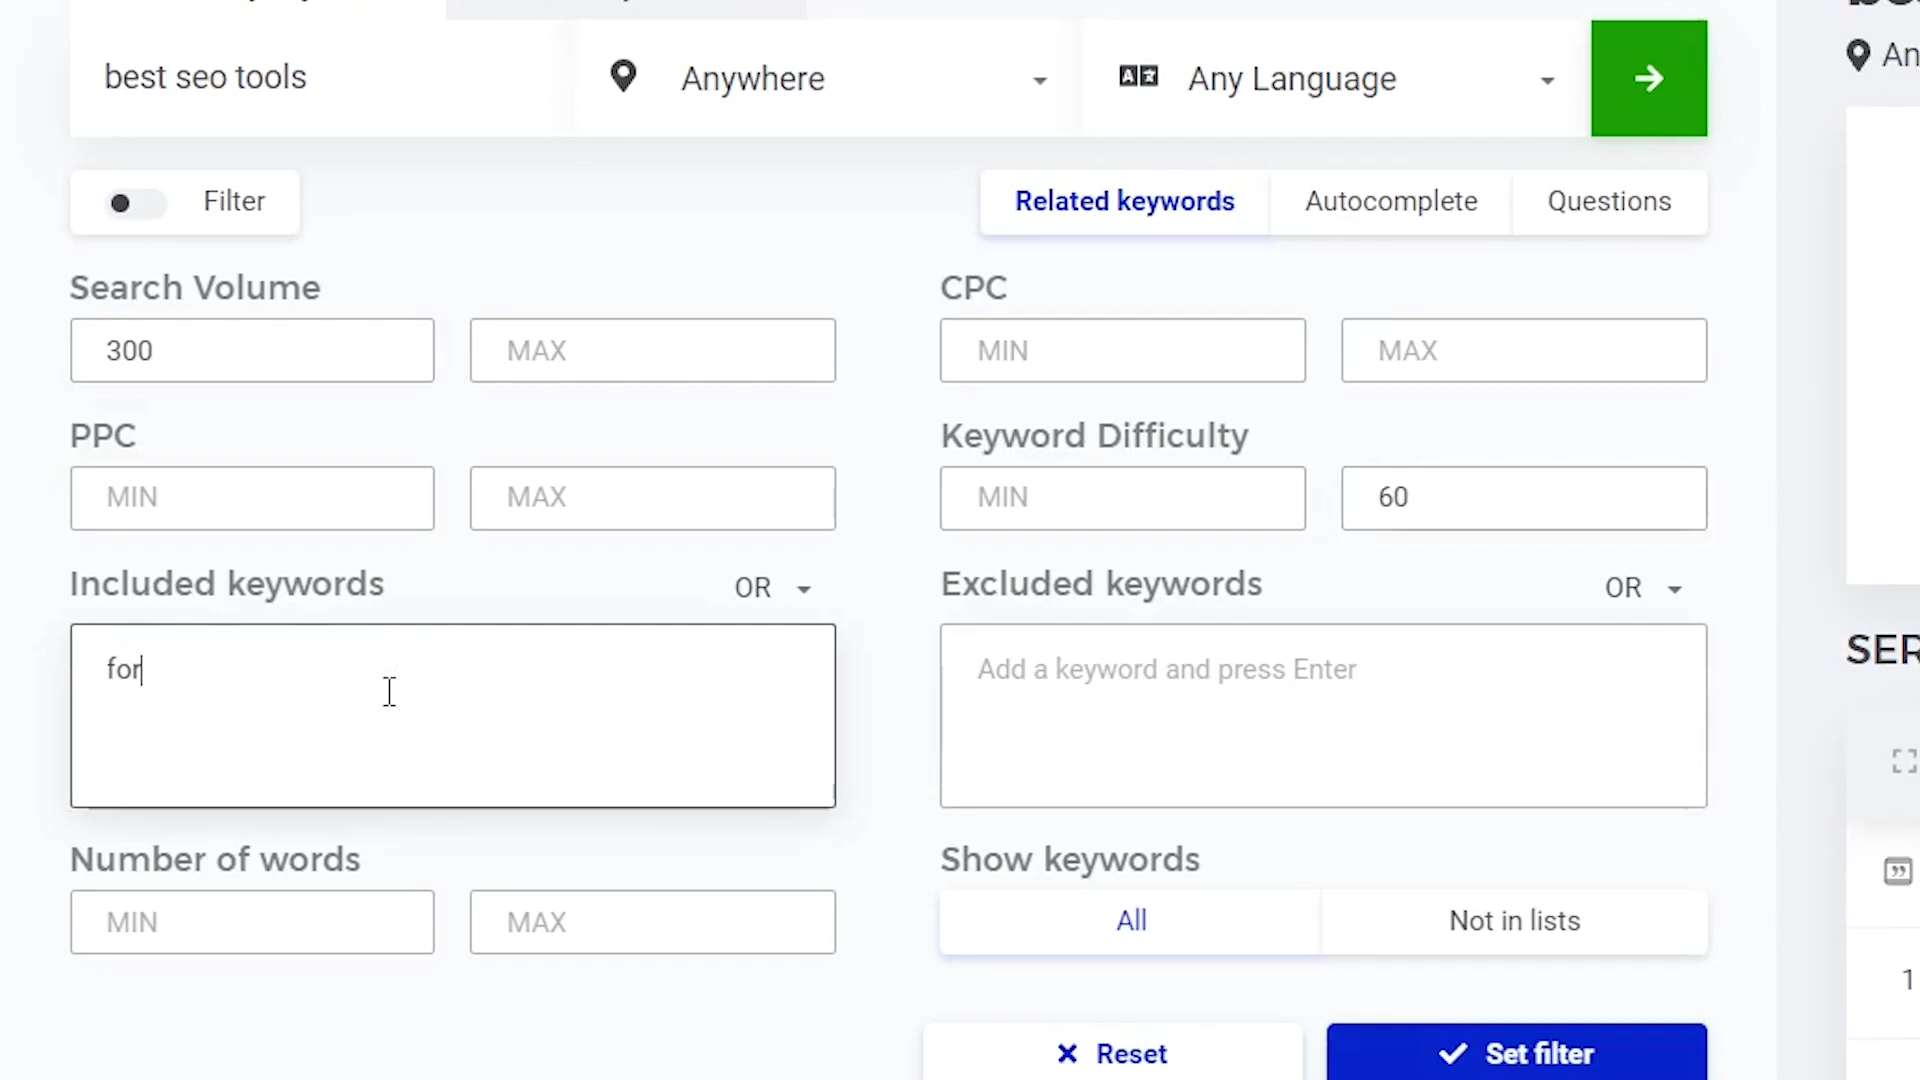 best seo tools
Anywhere
Any Language
An
Filter
Related keywords
Autocomplete
Questions
Search Volume
CPC
300
MAX
MIN
MAX
PPC
Keyword Difficulty
MIN
MAX
MIN
60
Included keywords
OR
Excluded keywords
OR
SER
for
Add a keyword and press Enter
Number of words
Show keywords
MIN
MAX
All
Not in lists
1
Reset
Set filter